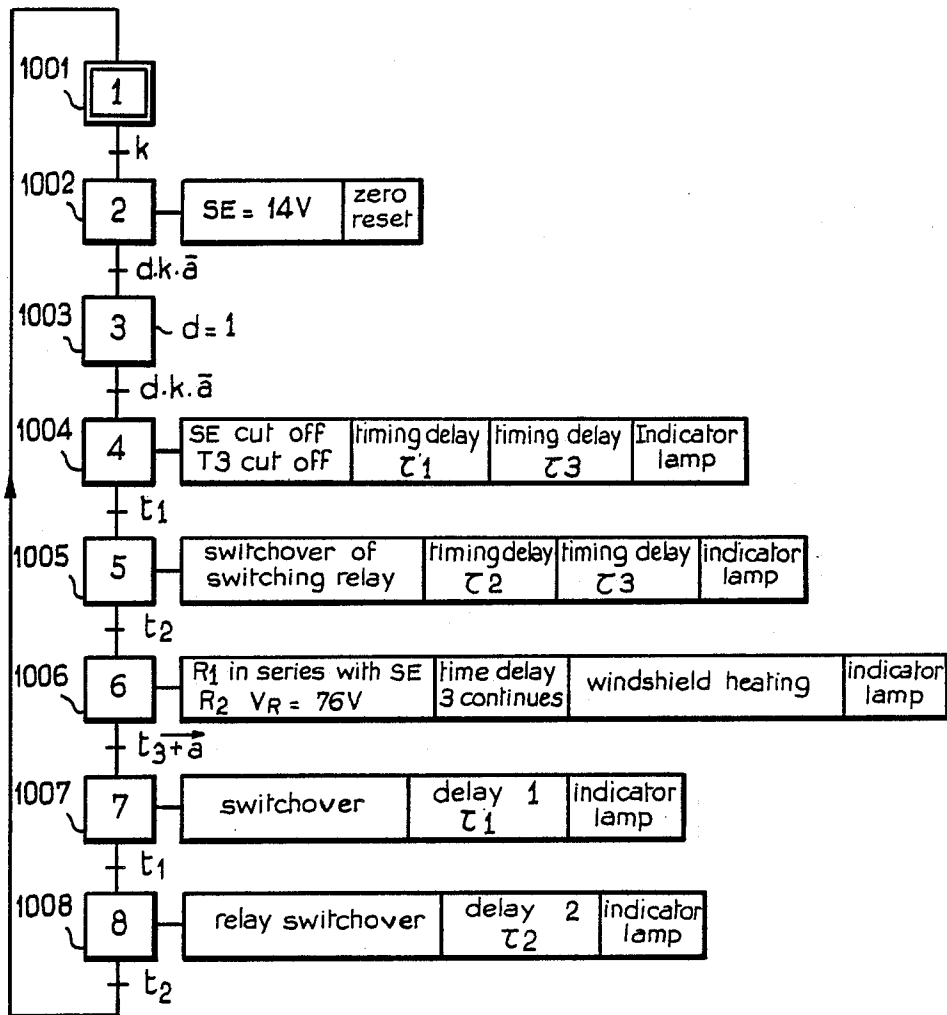 1001
1
k
1002
2
SE = 14V
zero
reset
d.k.ā
1003
3
d = 1
d.k.ā
1004
4
SE cut off
T3 cut off
timing delay
τ1
timing delay
τ3
Indicator
lamp
t1
1005
5
switchover of
switching relay
timing delay
τ2
timing delay
τ3
indicator
lamp
t2
1006
6
R1 in series with SE
R2 VR = 76V
time delay
3 continues
windshield heating
indicator
lamp
t3+a
1007
7
switchover
delay 1
τ1
indicator
lamp
t1
1008
8
relay switchover
delay 2
τ2
indicator
lamp
t2